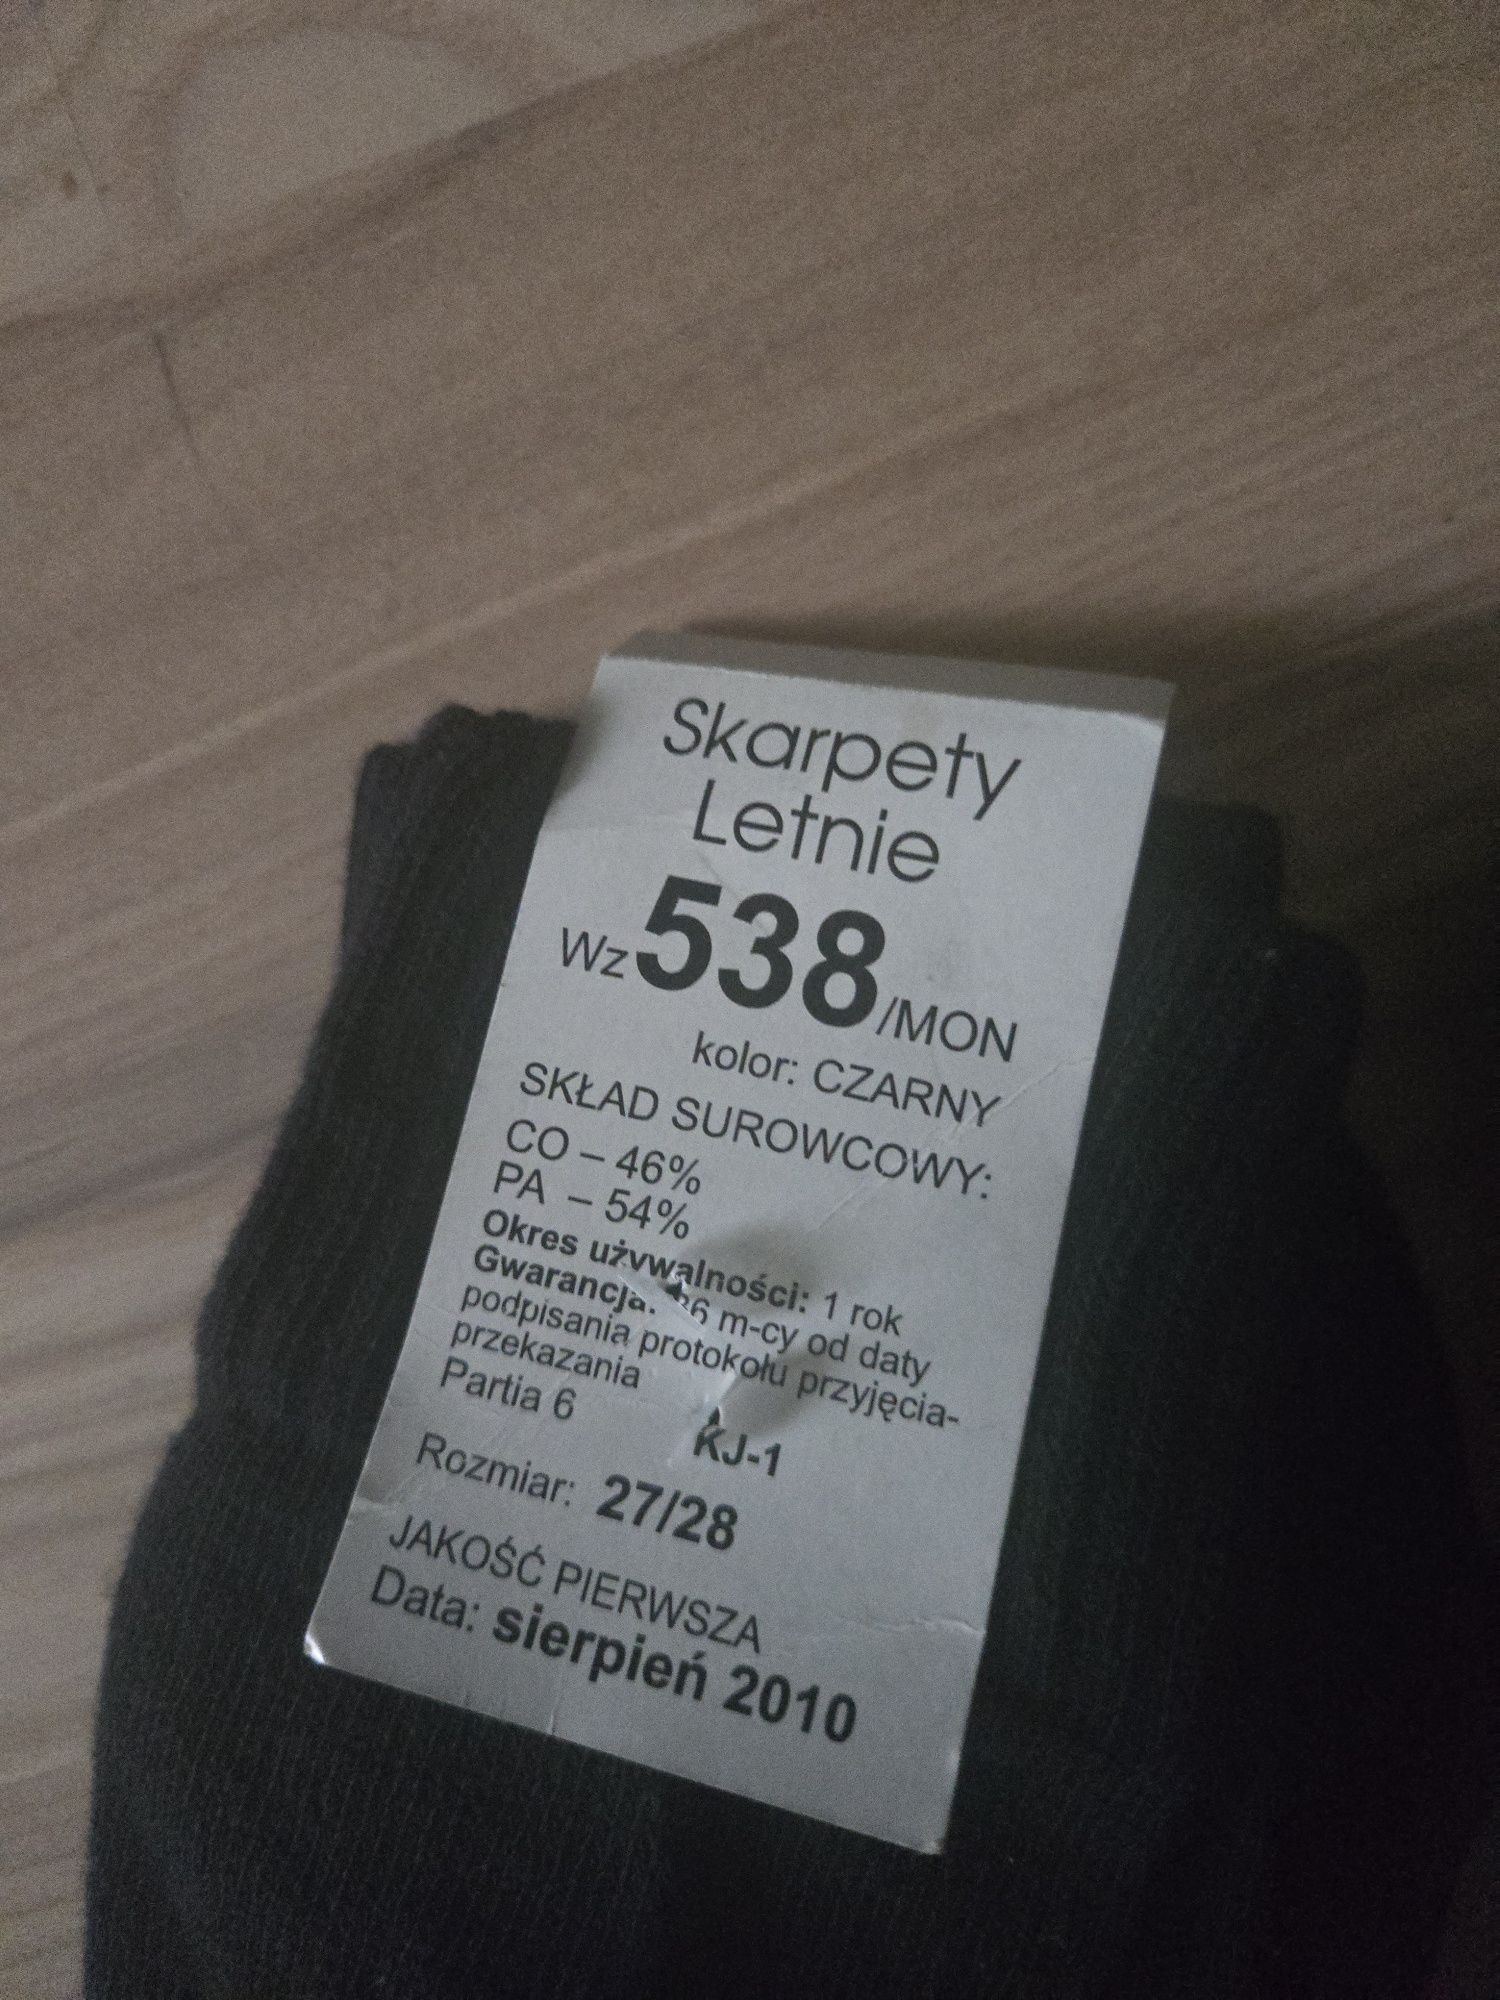 Skarpety
Letnie
Wz 538/MON
kolor: CZARNY
SKŁAD SUROWCOWY:
CO – 46%
PA – 54%
Okres używalności: 1 rok
Gwarancja: 36 m-cy od daty
podpisania protokołu przyjęcia-
przekazania
Partia 6 KJ-1
Rozmiar: 27/28
JAKOŚĆ PIERWSZA
Data: sierpień 2010